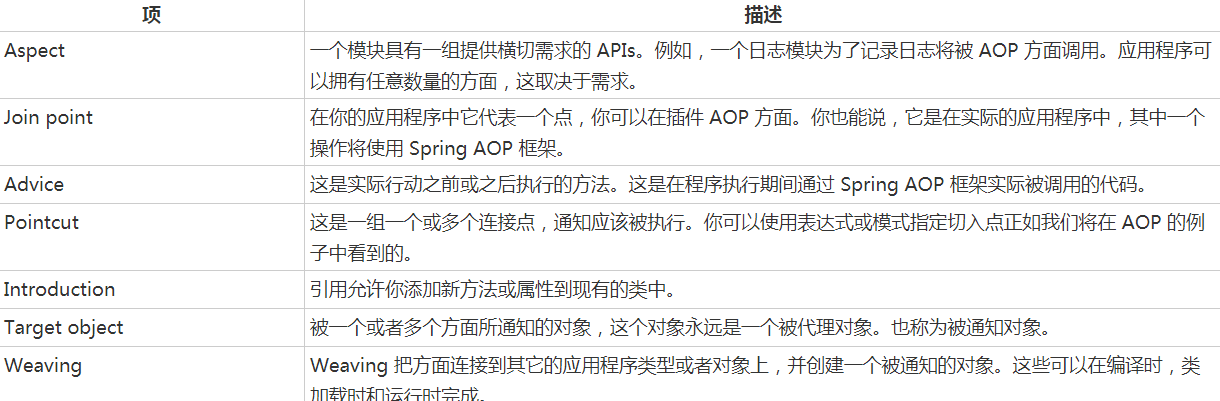 项 描述
Aspect 一个模块具有一组提供横切需求的 APIs。例如，一个日志模块为了记录日志将被 AOP 方面调用。应用程序可
以拥有任意数量的方面，这取决于需求。
Join point 在你的应用程序中它代表一个点，你可以在插件 AOP 方面。你也能说，它是在实际的应用程序中，其中一个
操作将使用 Spring AOP 框架。
Advice 这是实际行动之前或之后执行的方法。这是在程序执行期间通过 Spring AOP 框架实际被调用的代码。
Pointcut 这是一组一个或多个连接点，通知应该被执行。你可以使用表达式或模式指定切入点正如我们将在 AOP 的例
子中看到的。
Introduction 引用允许你添加新方法或属性到现有的类中。
Target object 被一个或者多个方面所通知的对象，这个对象永远是一个被代理对象。也称为被通知对象。
Weaving Weaving 把方面连接到其它的应用程序类型或者对象上，并创建一个被通知的对象。这些可以在编译时，类
加载时和运行时完成。